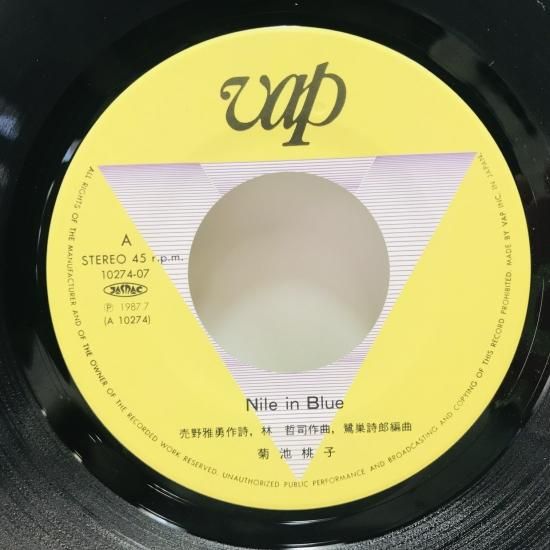 vap
A
STEREO 45 r.p.m.
10274-07
JASRAC
Ⓟ 1987.7
(A 10274)
Nile in Blue
売野雅勇作詩, 林 哲司作曲, 鷺巣詩郎編曲
菊池桃子
ALL RIGHTS OF THE MANUFACTURER AND OF THE OWNER OF THE RECORDED WORK RESERVED. UNAUTHORIZED PUBLIC PERFORMANCE AND BROADCASTING AND COPYING OF THIS RECORD PROHIBITED. MADE BY VAP INC. IN JAPAN.